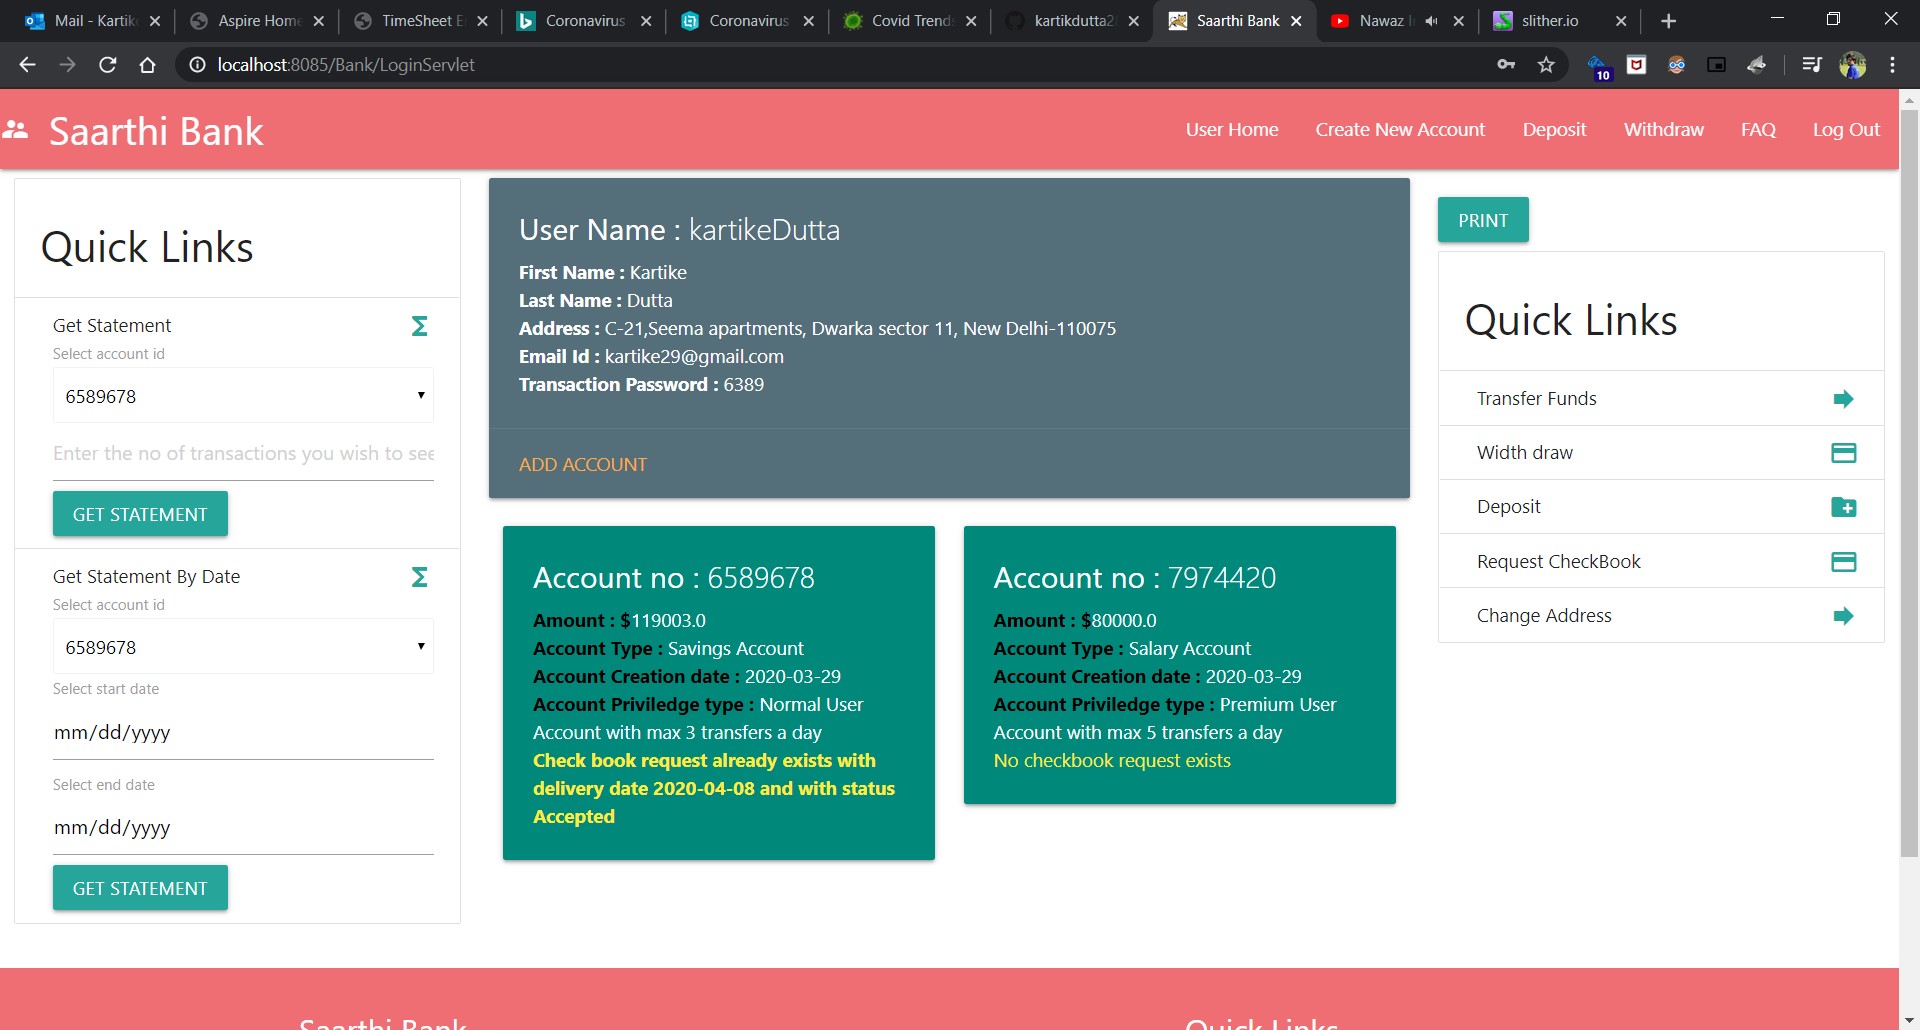 Mail - Kartik
Aspire Home
TimeSheet E
Coronavirus
Coronavirus
Covid Trend
kartikdutta2
Saarthi Bank
Nawaz I
slither.io
localhost:8085/Bank/LoginServlet
10
Saarthi Bank
User Home
Create New Account
Deposit
Withdraw
FAQ
Log Out
Quick Links
Get Statement
Select account id
6589678
Enter the no of transactions you wish to see
GET STATEMENT
Get Statement By Date
Select account id
6589678
Select start date
mm/dd/yyyy
Select end date
mm/dd/yyyy
GET STATEMENT
User Name : kartikeDutta
First Name : Kartike
Last Name : Dutta
Address : C-21,Seema apartments, Dwarka sector 11, New Delhi-110075
Email Id : kartike29@gmail.com
Transaction Password : 6389
ADD ACCOUNT
Account no : 6589678
Amount : $119003.0
Account Type : Savings Account
Account Creation date : 2020-03-29
Account Priviledge type : Normal User
Account with max 3 transfers a day
Check book request already exists with
delivery date 2020-04-08 and with status
Accepted
Account no : 7974420
Amount : $80000.0
Account Type : Salary Account
Account Creation date : 2020-03-29
Account Priviledge type : Premium User
Account with max 5 transfers a day
No checkbook request exists
PRINT
Quick Links
Transfer Funds
Width draw
Deposit
Request CheckBook
Change Address
Saarthi Bank
Quick Links